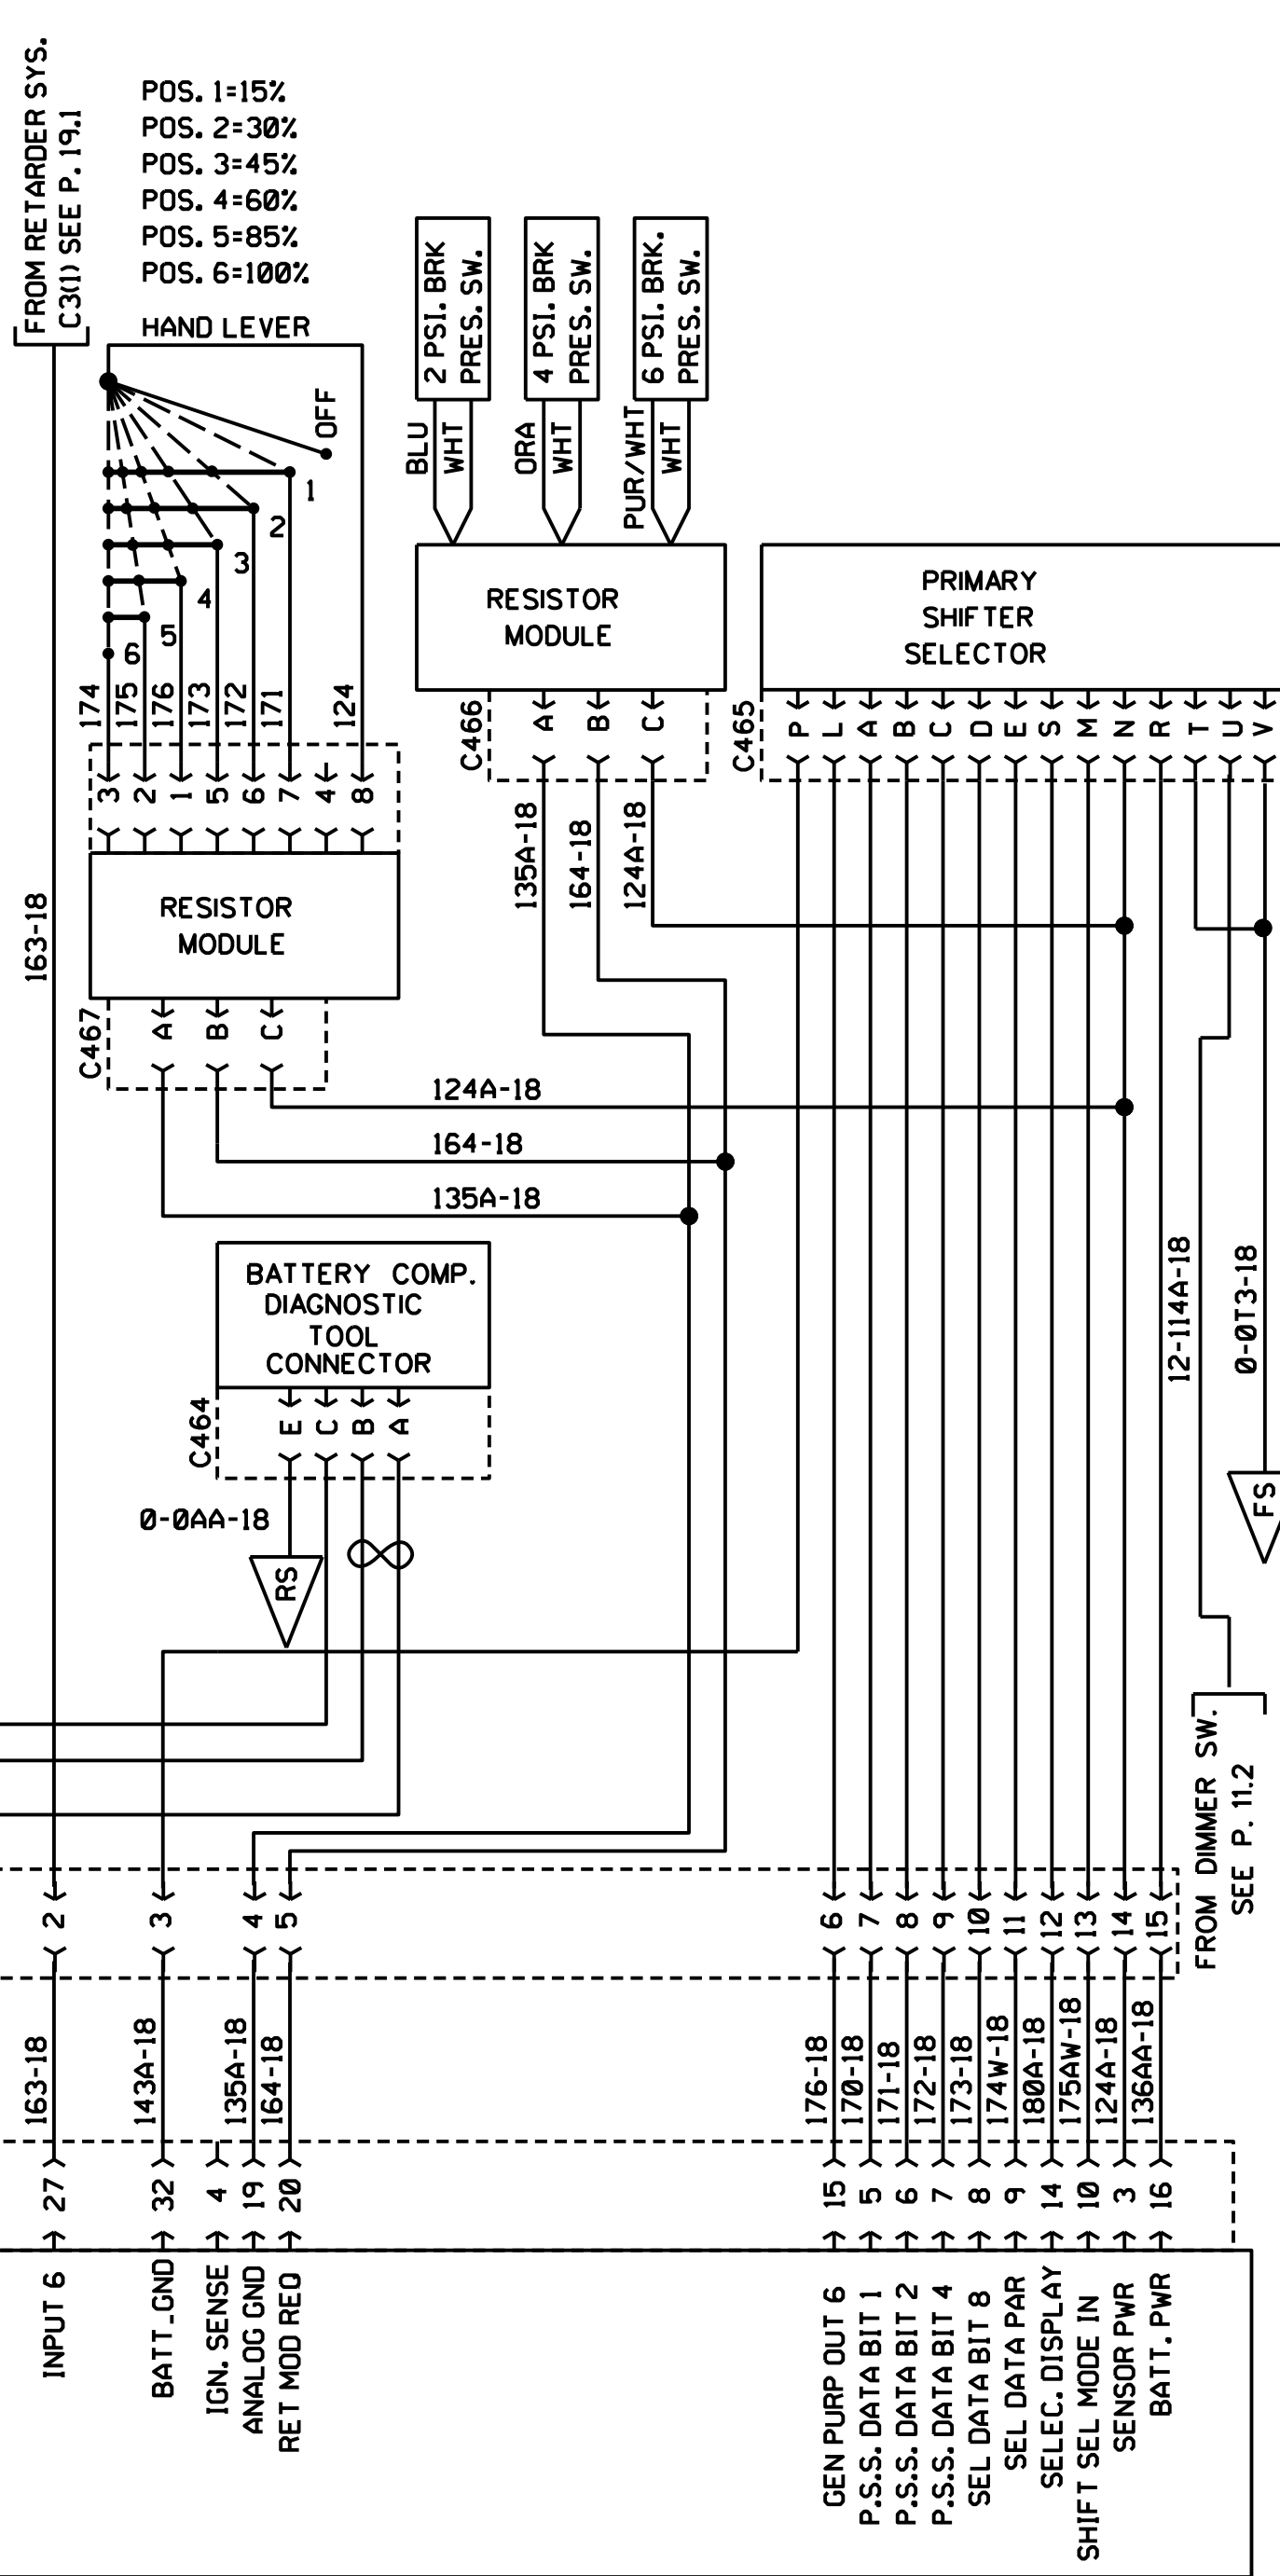 FROM RETARDER SYS.
C3(1) SEE P. 19.1
POS. 1=15%
POS. 2=30%
POS. 3=45%
POS. 4=60%
POS. 5=85%
POS. 6=100%
HAND LEVER
OFF
1
2
3
4
5
6
174
175
176
173
172
171
124
3
2
1
5
6
7
4
8
RESISTOR
MODULE
C467
A
B
C
163-18
2 PSI. BRK
PRES. SW.
4 PSI. BRK
PRES. SW.
6 PSI. BRK.
PRES. SW.
BLU
WHT
ORA
WHT
PUR/WHT
WHT
RESISTOR
MODULE
C466
A
B
C
135A-18
164-18
124A-18
PRIMARY
SHIFTER
SELECTOR
C465
P
L
A
B
C
D
E
S
M
N
R
T
U
V
124A-18
164-18
135A-18
BATTERY COMP.
DIAGNOSTIC
TOOL
CONNECTOR
C464
E
C
B
A
0-0AA-18
RS
12-114A-18
0-0T3-18
FS
FROM DIMMER SW.
SEE P. 11.2
2
3
4
5
6
7
8
9
10
11
12
13
14
15
163-18
143A-18
135A-18
164-18
176-18
170-18
171-18
172-18
173-18
174W-18
180A-18
175AW-18
124A-18
136AA-18
27
32
4
19
20
15
5
6
7
8
9
14
10
3
16
INPUT 6
BATT_GND
IGN. SENSE
ANALOG GND
RET MOD REQ
GEN PURP OUT 6
P.S.S. DATA BIT 1
P.S.S. DATA BIT 2
P.S.S. DATA BIT 4
SEL DATA BIT 8
SEL DATA PAR
SELEC. DISPLAY
SHIFT SEL MODE IN
SENSOR PWR
BATT. PWR